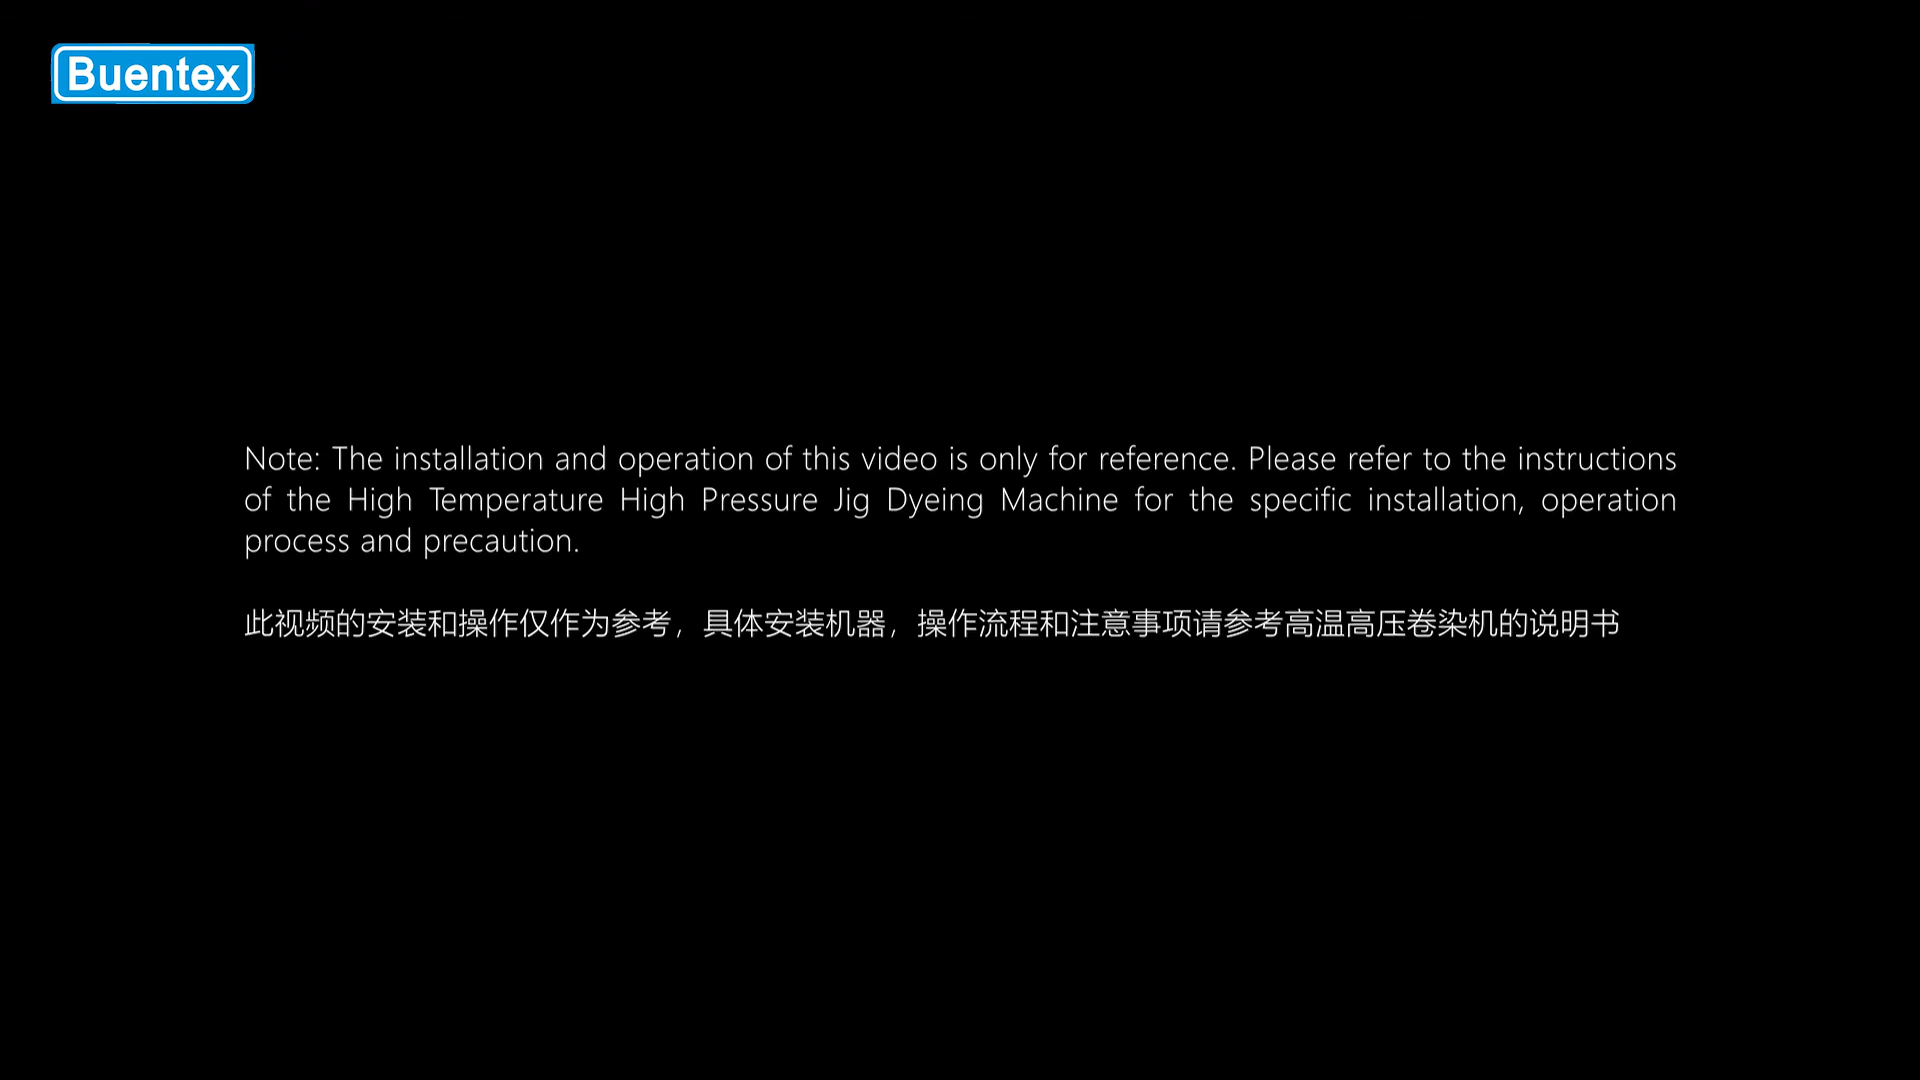 Buentex
Note: The installation and operation of this video is only for reference. Please refer to the instructions
of the High Temperature High Pressure Jig Dyeing Machine for the specific installation, operation
process and precaution.
此视频的安装和操作仅作为参考，具体安装机器，操作流程和注意事项请参考高温高压卷染机的说明书